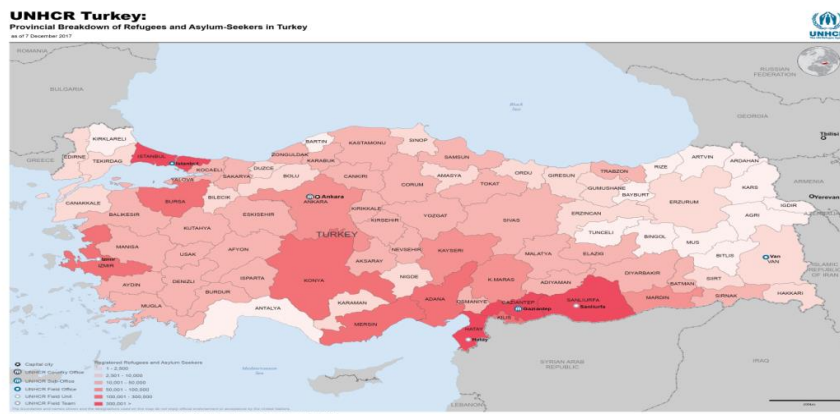 UNHCR Turkey:
Provincial Breakdown of Refugees and Asylum-Seekers in Turkey
as of 7 December 2017
UNHCR
ROMANIA
RUSSIAN
FEDERATION
BULGARIA
Black
Sea
GEORGIA
Tbilisi
GREECE
ARMENIA
Yerevan
KIRKLARELI
EDIRNE
TEKIRDAG
ISTANBUL
KOCAELI
YALOVA
SAKARYA
DUZCE
BOLU
ZONGULDAK
BARTIN
KARABUK
KASTAMONU
SINOP
CANKIRI
CORUM
SAMSUN
AMASYA
TOKAT
ORDU
GIRESUN
TRABZON
GUMUSHANE
BAYBURT
RIZE
ARTVIN
ARDAHAN
KARS
IGDIR
AGRI
ERZURUM
ERZINCAN
CANAKKALE
BALIKESIR
BURSA
BILECIK
ESKISEHIR
Ankara
ANKARA
KIRIKKALE
KIRSEHIR
YOZGAT
SIVAS
TUNCELI
BINGOL
MUS
BITLIS
Van
VAN
ISLAMIC
REPUBLIC
OF
IRAN
TURKEY
KUTAHYA
MANISA
USAK
AFYON
IZMIR
AYDIN
DENIZLI
ISPARTA
BURDUR
MUGLA
ANTALYA
KONYA
AKSARAY
NEVSEHIR
KAYSERI
NIGDE
KARAMAN
MERSIN
ADANA
K.MARAS
MALATYA
ELAZIG
ADIYAMAN
DIYARBAKIR
BATMAN
SIIRT
SIRNAK
HAKKARI
MARDIN
OSMANIYE
GAZIANTEP
Gaziantep
KILIS
SANLIURFA
Sanliurfa
HATAY
Hatay
Mediterranean
Sea
SYRIAN ARAB
REPUBLIC
IRAQ
LEBANON
Capital city
UNHCR Country Office
UNHCR Sub-Office
UNHCR Field Office
UNHCR Field Unit
UNHCR Field Team
Registered Refugees and Asylum Seekers
1 - 2,500
2,501 - 10,000
10,001 - 50,000
50,001 - 100,000
100,001 - 300,000
300,001 +